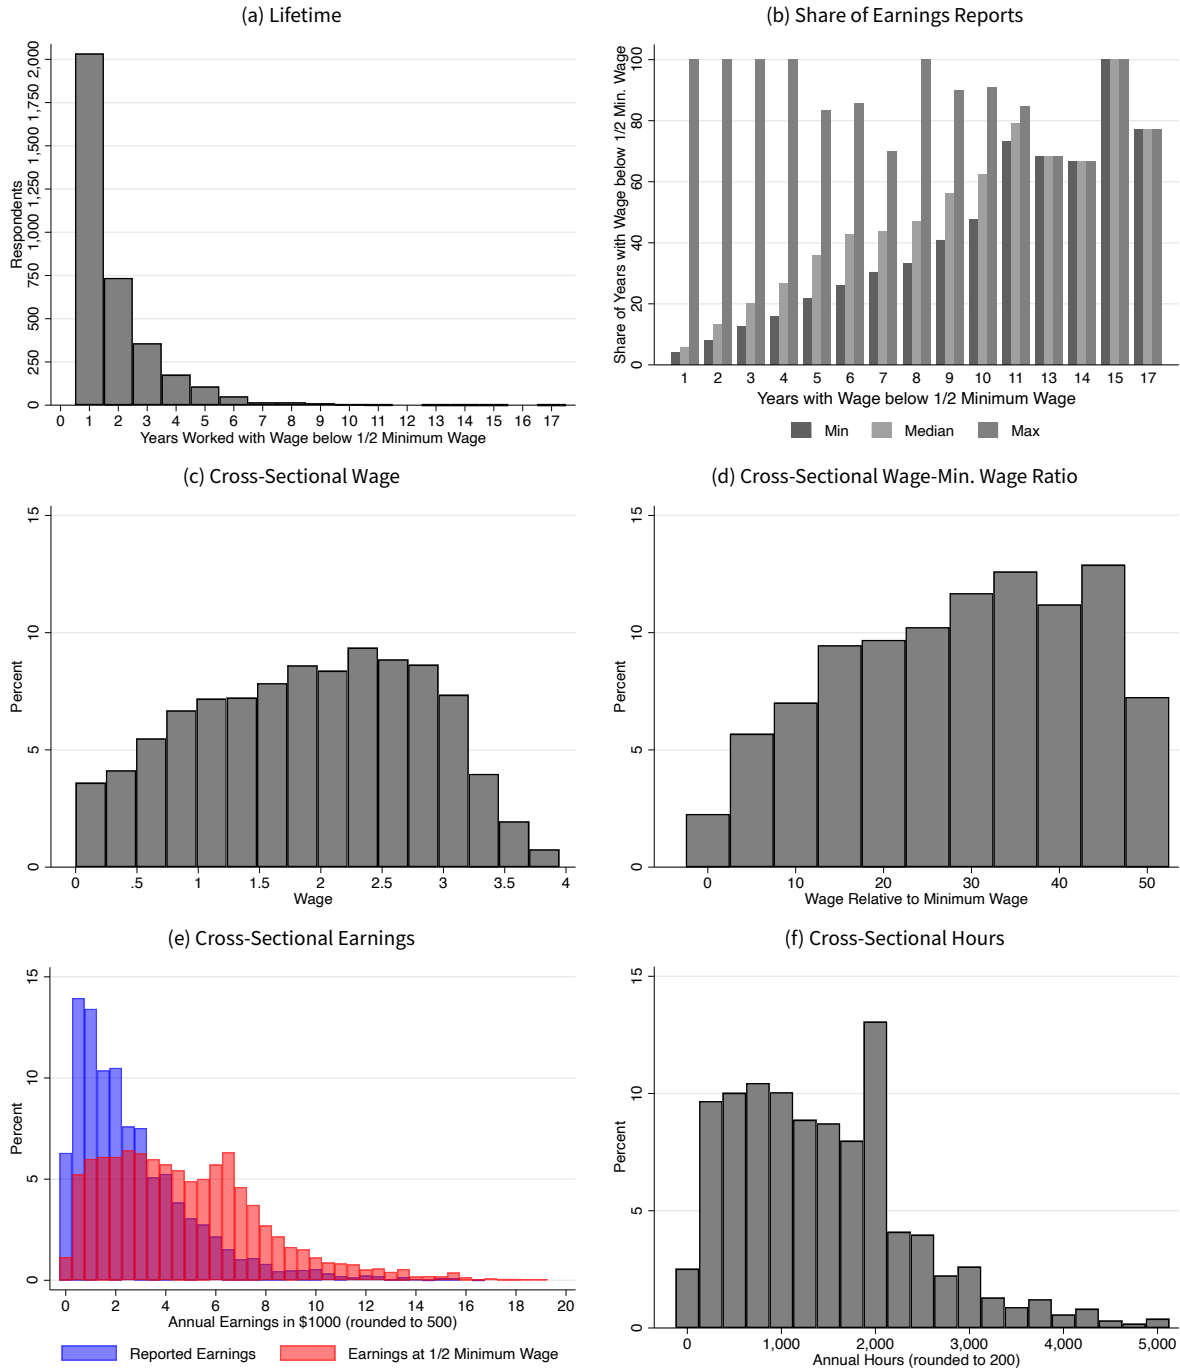 (a) Lifetime
Respondents
0 250 500 750 1,000 1,250 1,500 1,750 2,000
0 1 2 3 4 5 6 7 8 9 10 11 12 13 14 15 16 17
Years Worked with Wage below 1/2 Minimum Wage
(b) Share of Earnings Reports
Share of Years with Wage below 1/2 Min. Wage
0 20 40 60 80 100
1 2 3 4 5 6 7 8 9 10 11 13 14 15 17
Years with Wage below 1/2 Minimum Wage
Min Median Max
(c) Cross-Sectional Wage
Percent
0 5 10 15
0 .5 1 1.5 2 2.5 3 3.5 4
Wage
(d) Cross-Sectional Wage-Min. Wage Ratio
Percent
0 5 10 15
0 10 20 30 40 50
Wage Relative to Minimum Wage
(e) Cross-Sectional Earnings
Percent
0 5 10 15
0 2 4 6 8 10 12 14 16 18 20
Annual Earnings in $1000 (rounded to 500)
Reported Earnings Earnings at 1/2 Minimum Wage
(f) Cross-Sectional Hours
Percent
0 5 10 15
0 1,000 2,000 3,000 4,000 5,000
Annual Hours (rounded to 200)